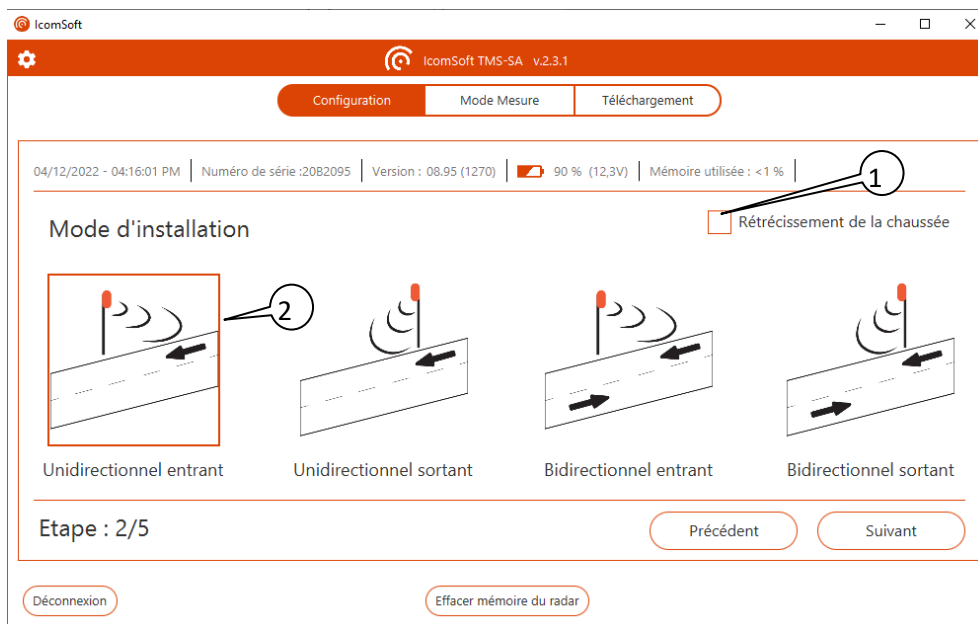 IcomSoft
IcomSoft TMS-SA v.2.3.1
Configuration
Mode Mesure
Téléchargement
04/12/2022 - 04:16:01 PM
Numéro de série :20B2095
Version : 08.95 (1270)
90 % (12,3V)
Mémoire utilisée : <1 %
1
Mode d'installation
Rétrécissement de la chaussée
2
Unidirectionnel entrant
Unidirectionnel sortant
Bidirectionnel entrant
Bidirectionnel sortant
Etape : 2/5
Précédent
Suivant
Déconnexion
Effacer mémoire du radar